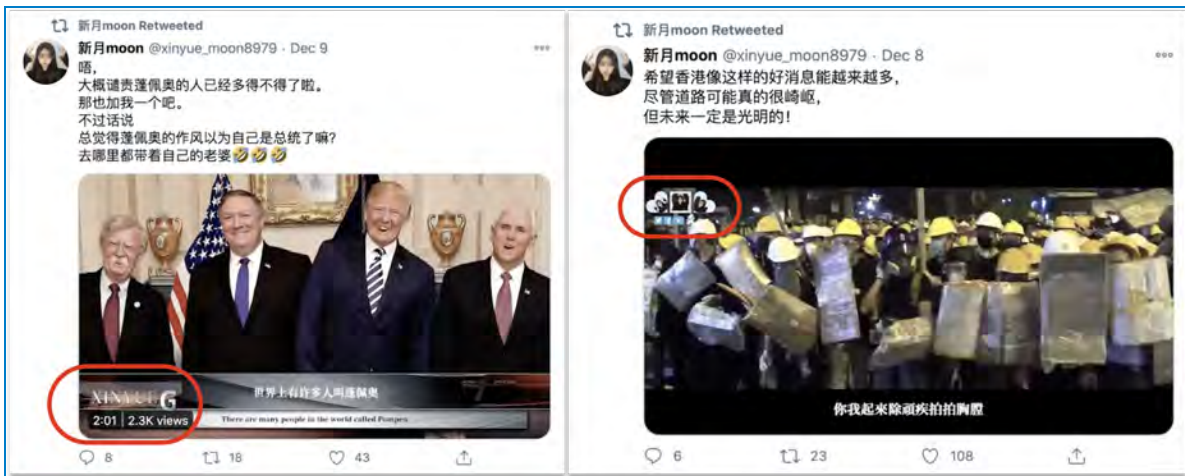 新月moon Retweeted
新月moon @xinyue_moon8979 · Dec 9
唔，
大概谴责蓬佩奥的人已经多得不得了啦。
那也加我一个吧。
不过话说
总觉得蓬佩奥的作风以为自己是总统了嘛?
去哪里都带着自己的老婆🤣🤣🤣
XINYUE G
世界上有许多人叫蓬佩奥
2:01 2.3K views
There are many people in the world called Pompeo
8 18 43
新月moon Retweeted
新月moon @xinyue_moon8979 · Dec 8
希望香港像这样的好消息能越来越多，
尽管道路可能真的很崎岖，
但未来一定是光明的！
你我起來除頑疾拍拍胸膛
6 23 108